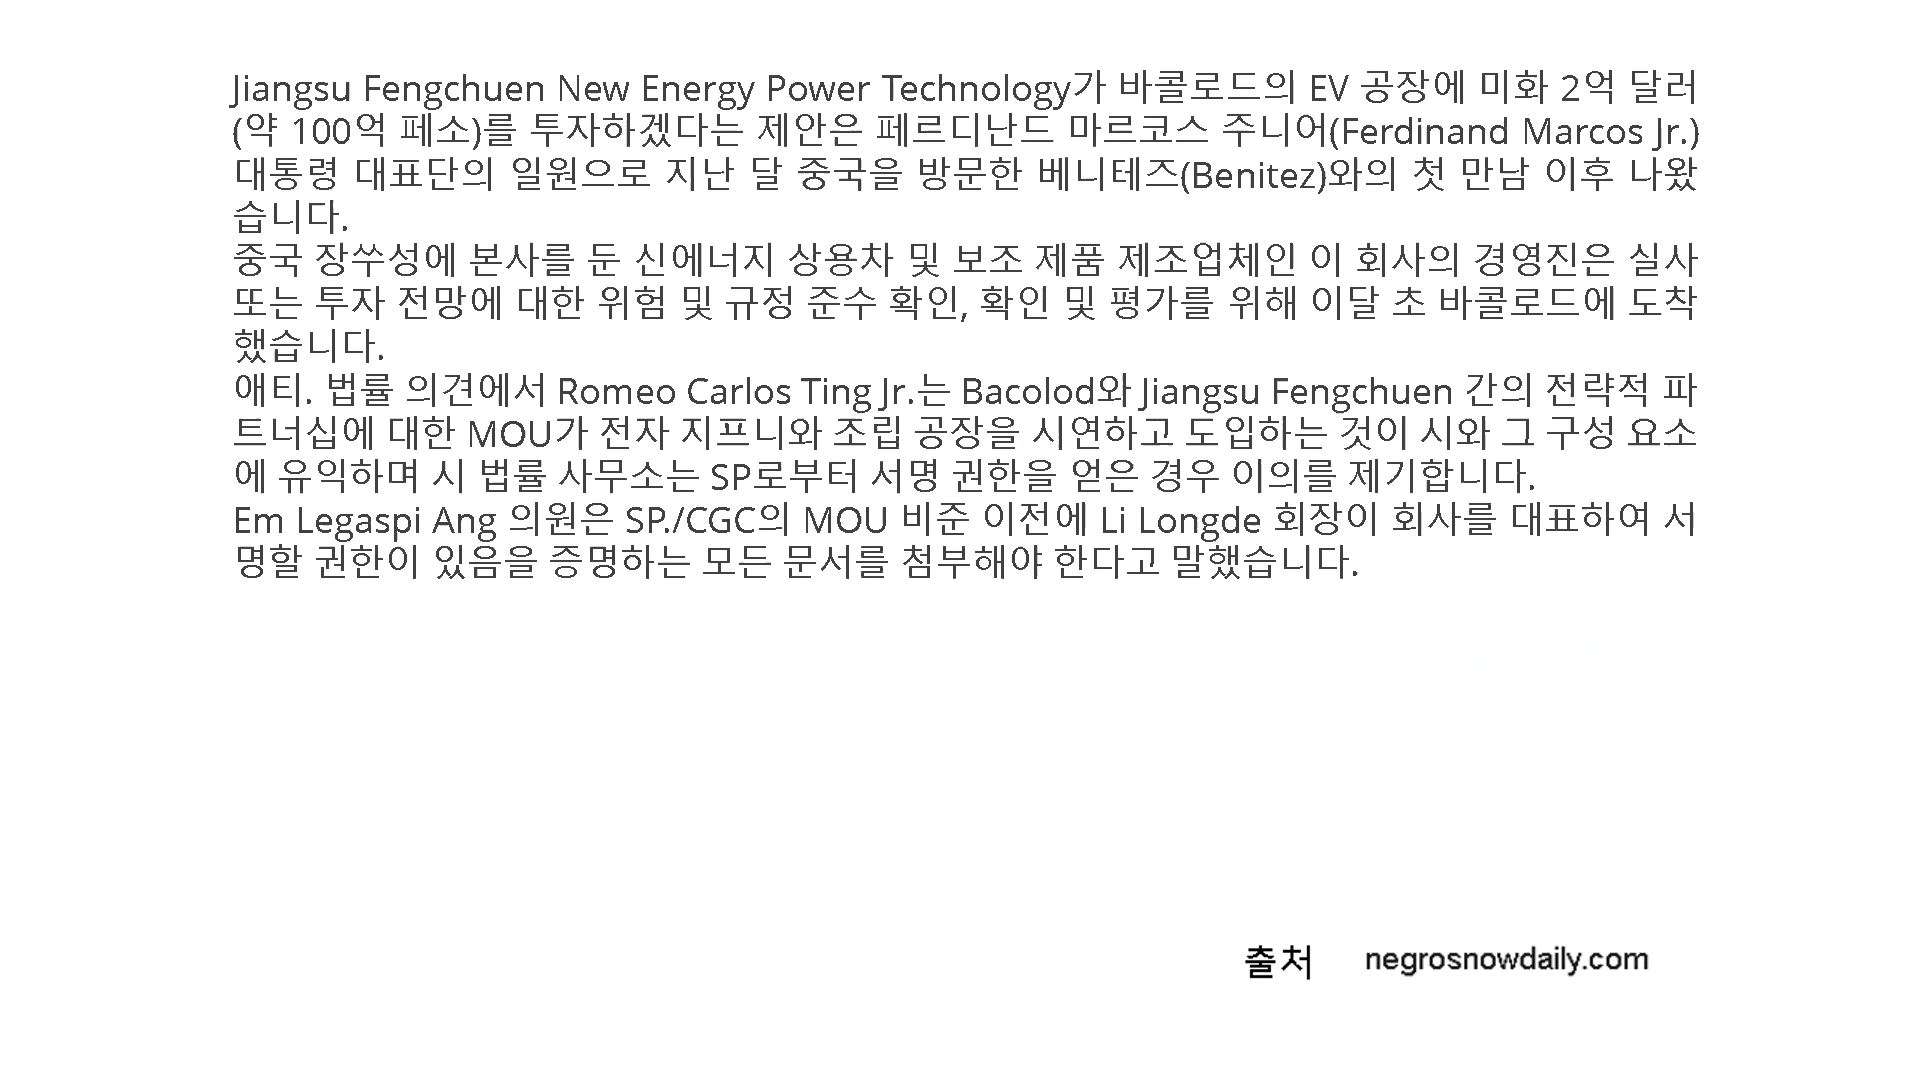 Jiangsu Fengchuen New Energy Power Technology가 바콜로드의 EV 공장에 미화 2억 달러
(약 100억 페소)를 투자하겠다는 제안은 페르디난드 마르코스 주니어(Ferdinand Marcos Jr.)
대통령 대표단의 일원으로 지난 달 중국을 방문한 베니테즈(Benitez)와의 첫 만남 이후 나왔
습니다.
중국 장쑤성에 본사를 둔 신에너지 상용차 및 보조 제품 제조업체인 이 회사의 경영진은 실사
또는 투자 전망에 대한 위험 및 규정 준수 확인, 확인 및 평가를 위해 이달 초 바콜로드에 도착
했습니다.
애티. 법률 의견에서 Romeo Carlos Ting Jr.는 Bacolod와 Jiangsu Fengchuen 간의 전략적 파
트너십에 대한 MOU가 전자 지프니와 조립 공장을 시연하고 도입하는 것이 시와 그 구성 요소
에 유익하며 시 법률 사무소는 SP로부터 서명 권한을 얻은 경우 이의를 제기합니다.
Em Legaspi Ang 의원은 SP./CGC의 MOU 비준 이전에 Li Longde 회장이 회사를 대표하여 서
명할 권한이 있음을 증명하는 모든 문서를 첨부해야 한다고 말했습니다.
출처 negrosnowdaily.com